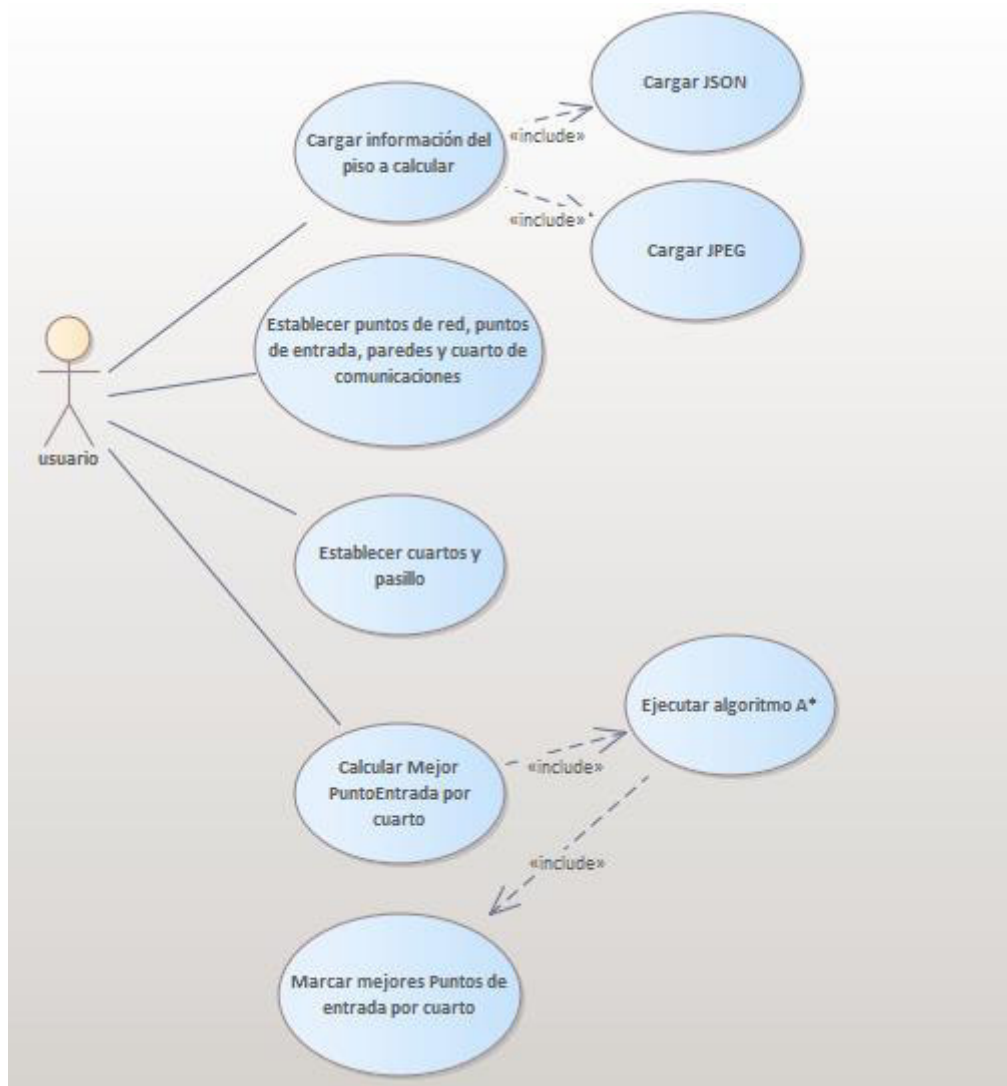 Cargar JSON
Cargar información del
piso a calcular
«include»
«include»
Cargar JPEG
Establecer puntos de red, puntos
de entrada, paredes y cuarto de
comunicaciones
usuario
Establecer cuartos y
pasillo
Ejecutar algoritmo A*
Calcular Mejor
PuntoEntrada por
cuarto
«include»
«include»
Marcar mejores Puntos de
entrada por cuarto